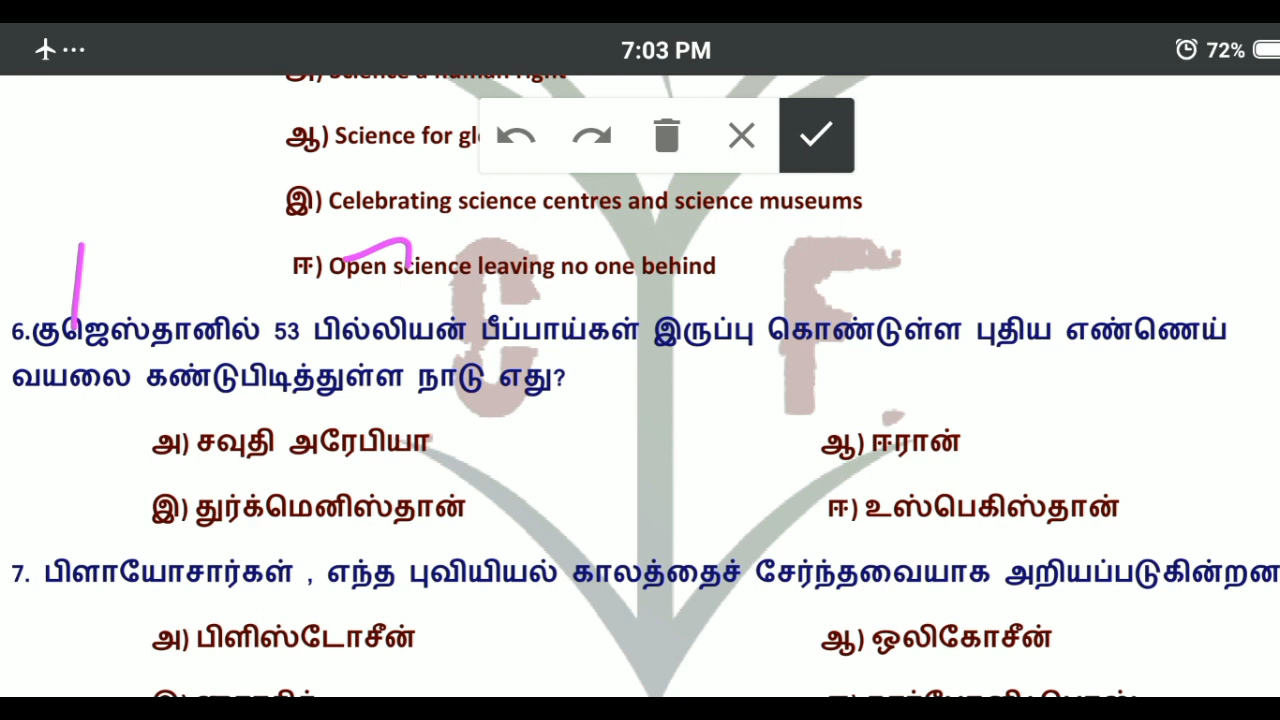 7:03 PM
72%
ஆ) Science for
இ) Celebrating science centres and science museums
ஈ) Open science leaving no one behind
6.குஜெஸ்தானில் 53 பில்லியன் பீப்பாய்கள் இருப்பு கொண்டுள்ள புதிய எண்ணெய்
வயலை கண்டுபிடித்துள்ள நாடு எது?
அ) சவுதி அரேபியா ஆ) ஈரான்
இ) துர்க்மெனிஸ்தான் ஈ) உஸ்பெகிஸ்தான்
7. பிளாயோசார்கள் , எந்த புவியியல் காலத்தைச் சேர்ந்தவையாக அறியப்படுகின்றன
அ) பிளிஸ்டோசீன் ஆ) ஒலிகோசீன்
C F